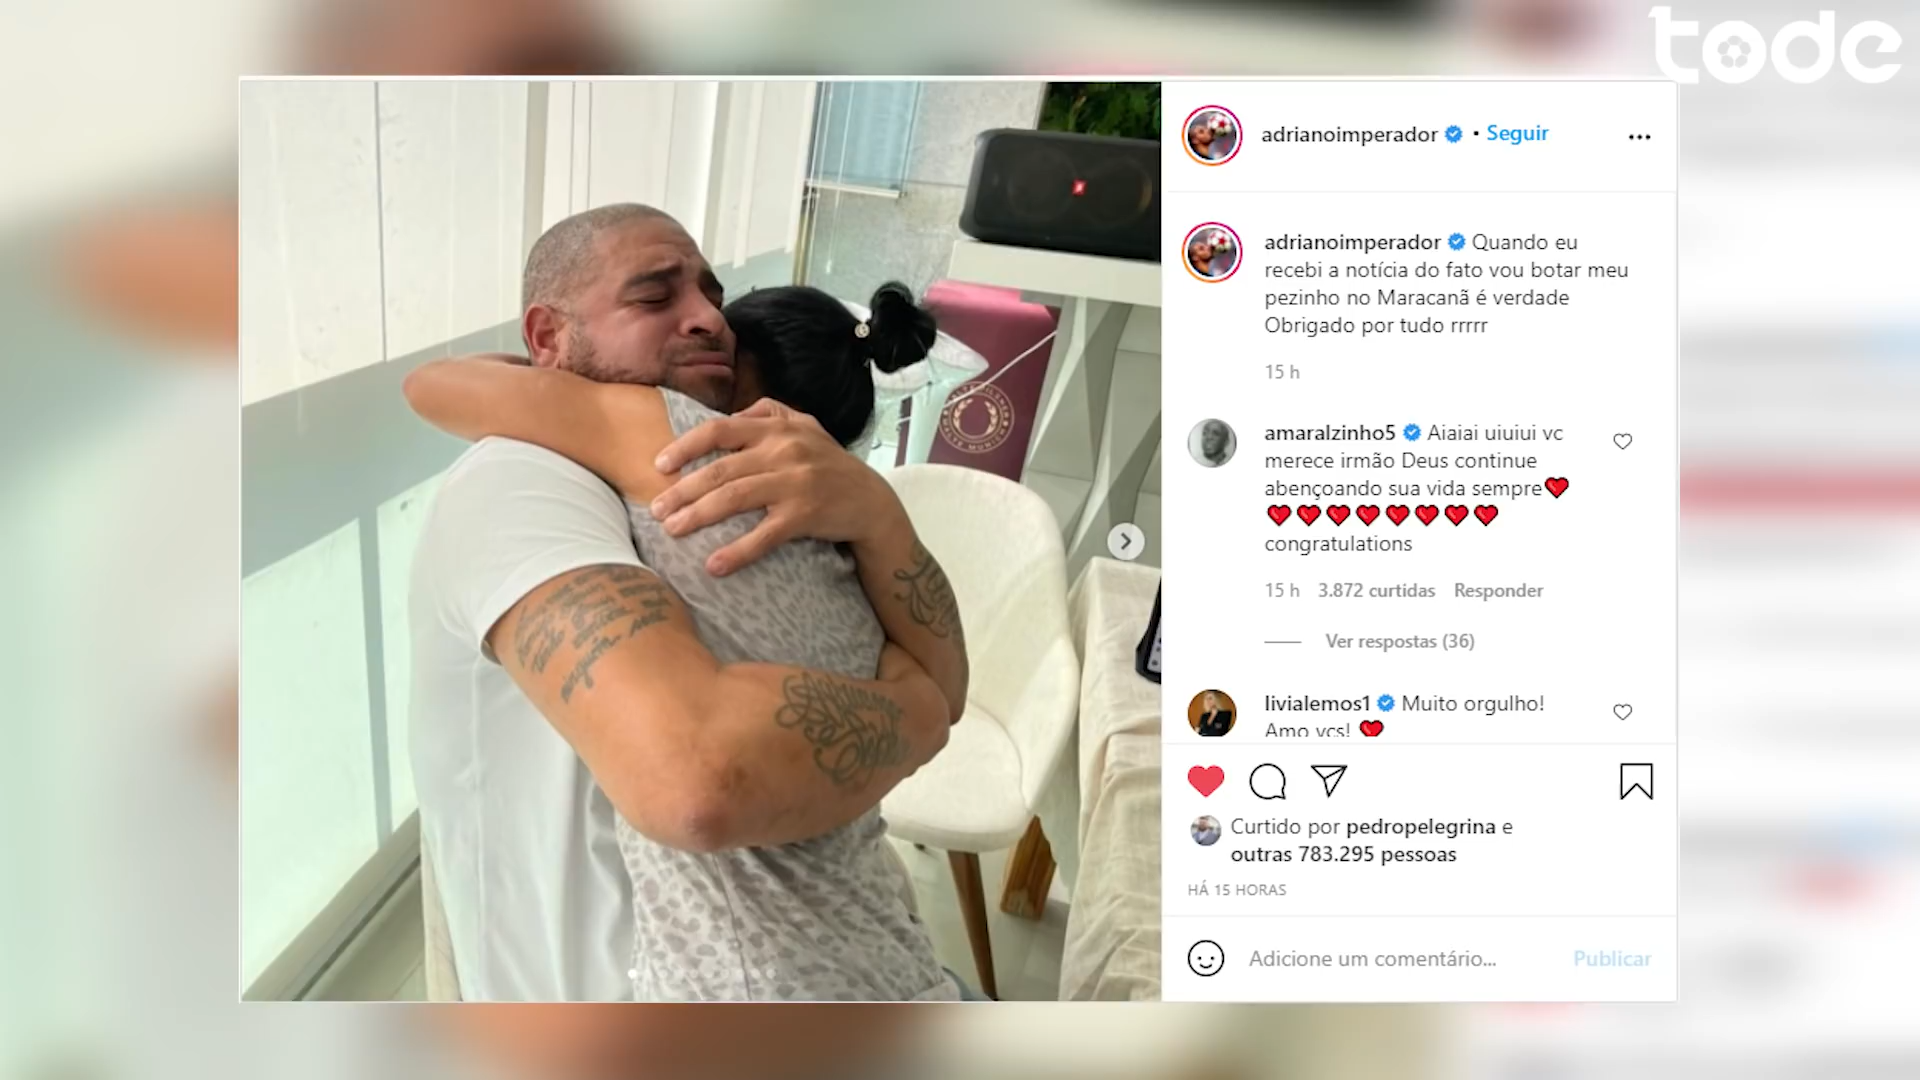 tode
adrianoimperador • Seguir
adrianoimperador Quando eu
recebi a notícia do fato vou botar meu
pezinho no Maracanã é verdade
Obrigado por tudo rrrrr
15 h
amaralzinho5 Aiaiai uiuiui vc
merece irmão Deus continue
abençoando sua vida sempre❤
❤❤❤❤❤❤❤❤
congratulations
15 h 3.872 curtidas Responder
Ver respostas (36)
livialemos1 Muito orgulho!
Amo vcs! ❤
Curtido por pedropelegrina e
outras 783.295 pessoas
HÁ 15 HORAS
Adicione um comentário... Publicar